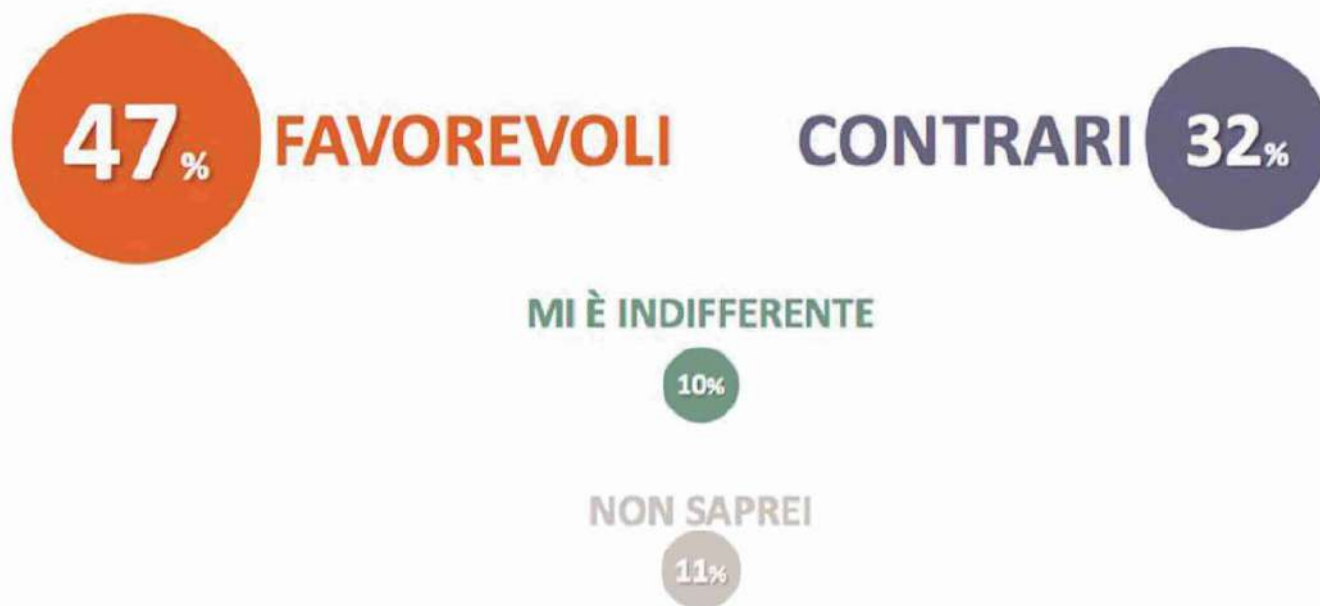 47% FAVOREVOLI
CONTRARI 32%
MI È INDIFFERENTE
10%
NON SAPREI
11%